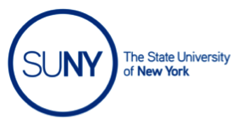 SUNY
The State University
of New York